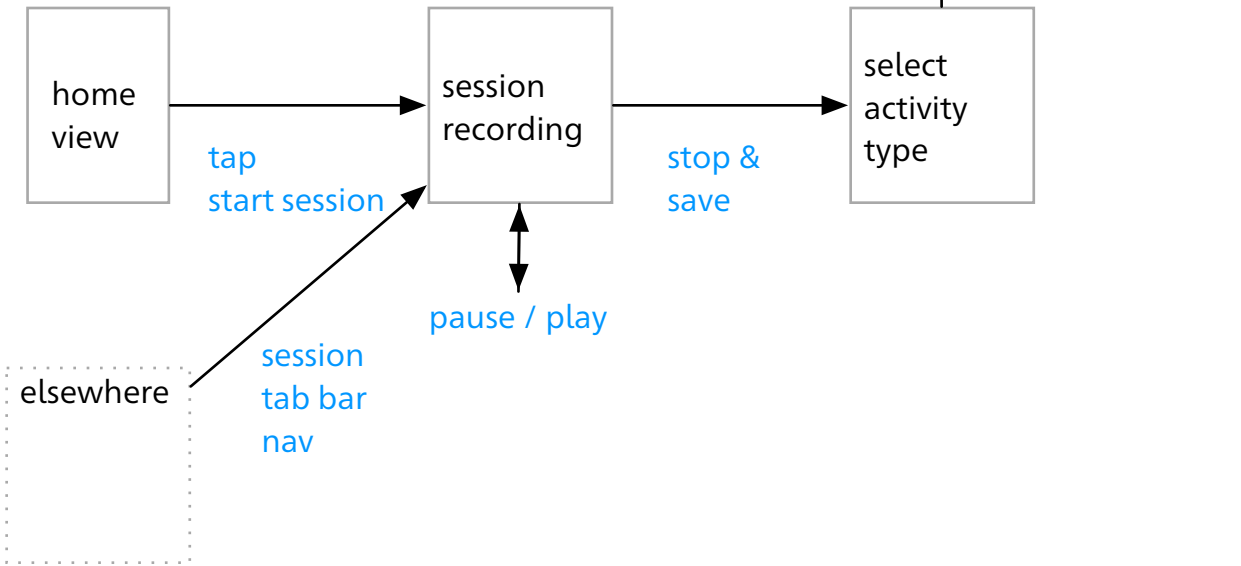 home
view
tap
start session
session
recording
stop &
save
select
activity
type
pause / play
elsewhere
session
tab bar
nav